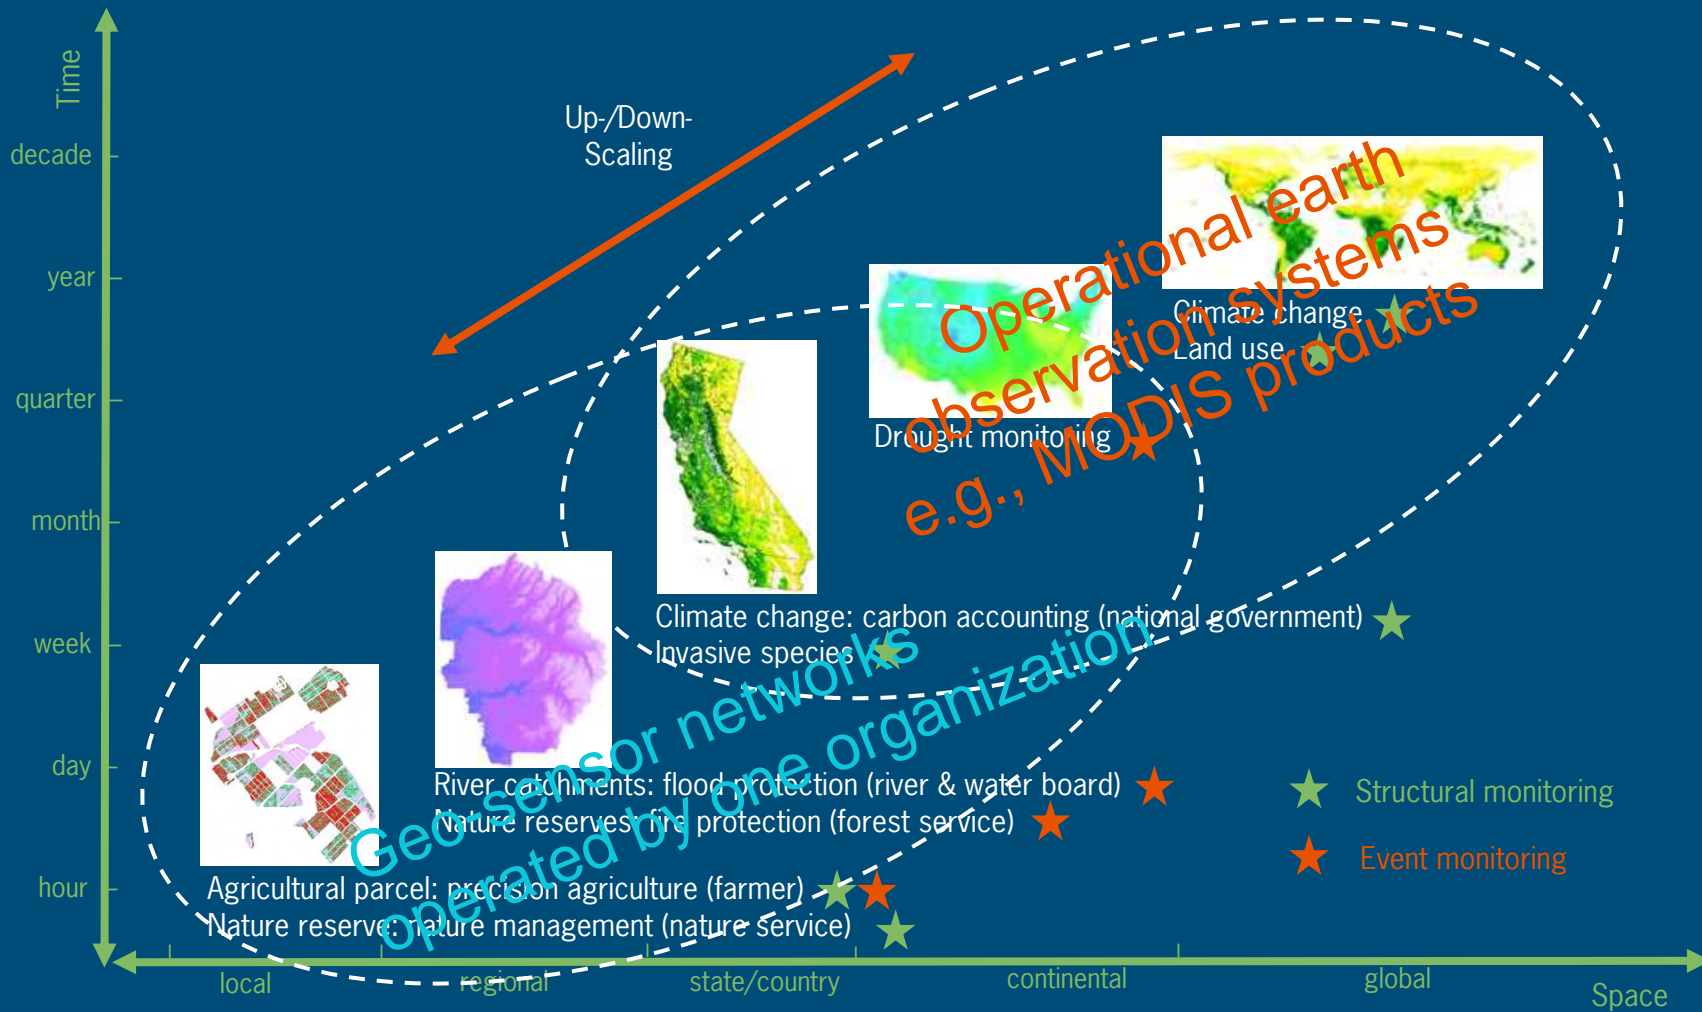 Time
decade
year
quarter
month
week
day
hour
Up-/Down-
Scaling
Operational earth
observation systems
e.g., MODIS products
Climate change
Land use
Drought monitoring
Climate change: carbon accounting (national government)
Invasive species
Geo-sensor networks
operated by one organization
River catchments: flood protection (river & water board)
Nature reserves: fire protection (forest service)
Agricultural parcel: precision agriculture (farmer)
Nature reserve: nature management (nature service)
Structural monitoring
Event monitoring
local
regional
state/country
continental
global
Space